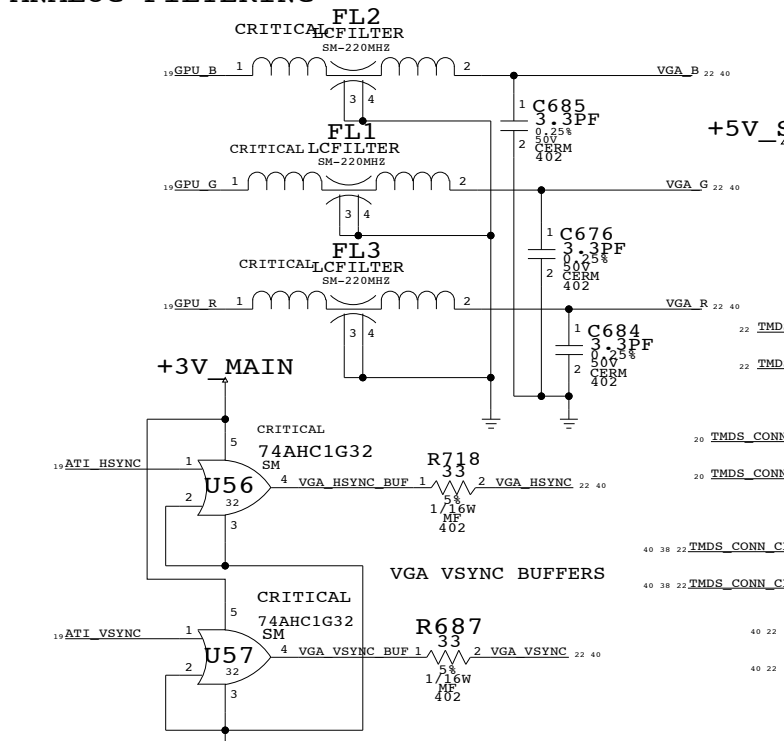 FL2
CRITICAL
LCFILTER
SM-220MHZ
19 GPU_B 1 2 VGA_B 22 40
3 4
1 C685
3.3PF
0.25%
50V
2 CERM
402
FL1
CRITICAL LCFILTER
SM-220MHZ
19 GPU_G 1 2 VGA_G 22 40
3 4
1 C676
3.3PF
0.25%
50V
2 CERM
402
FL3
CRITICAL LCFILTER
SM-220MHZ
19 GPU_R 1 2 VGA_R 22 40
3 4
1 C684
3.3PF
0.25%
50V
2 CERM
402
+5V_S
22 TMD
22 TMD
20 TMDS_CONN
20 TMDS_CONN
40 38 22 TMDS_CONN_C
40 38 22 TMDS_CONN_C
40 22
40 22
+3V_MAIN
CRITICAL
5 74AHC1G32
SM
19 ATI_HSYNC 1
U56
2 32
3
4 VGA_HSYNC_BUF 1 2 VGA_HSYNC 22 40
R718
33
5%
1/16W
MF
402
VGA VSYNC BUFFERS
CRITICAL
5 74AHC1G32
SM
19 ATI_VSYNC 1
U57
2 32
3
4 VGA_VSYNC_BUF 1 2 VGA_VSYNC 22 40
R687
33
5%
1/16W
MF
402